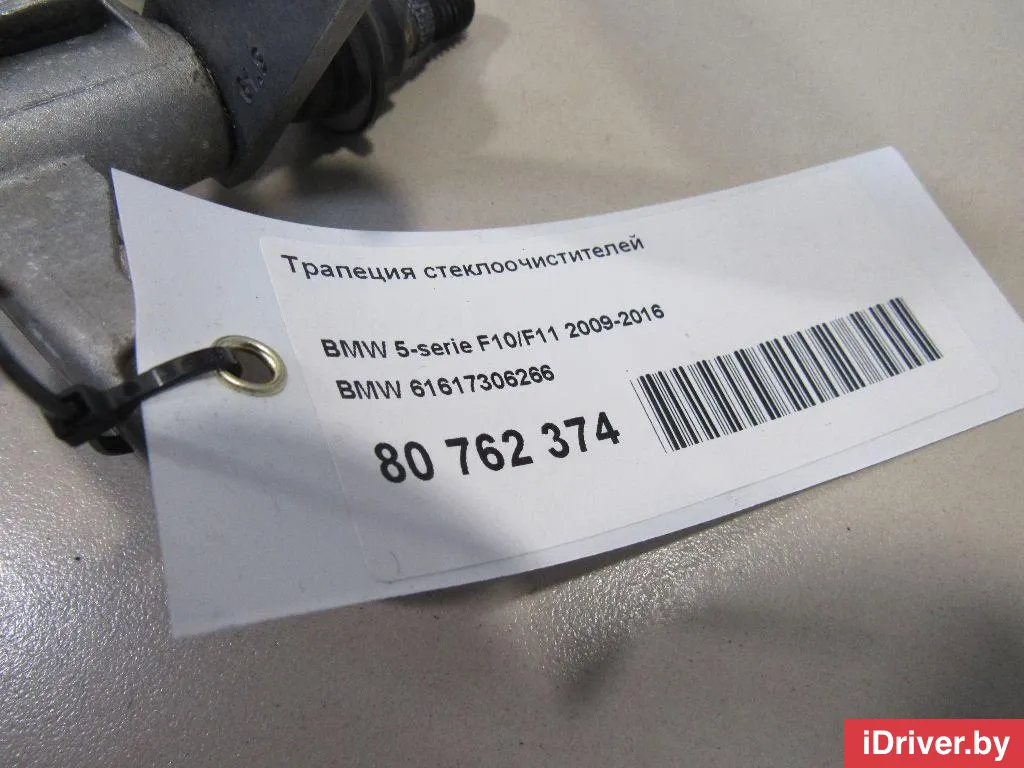 Трапеция стеклоочистителей
BMW 5-serie F10/F11 2009-2016
BMW 61617306266
80 762 374
iDriver.by